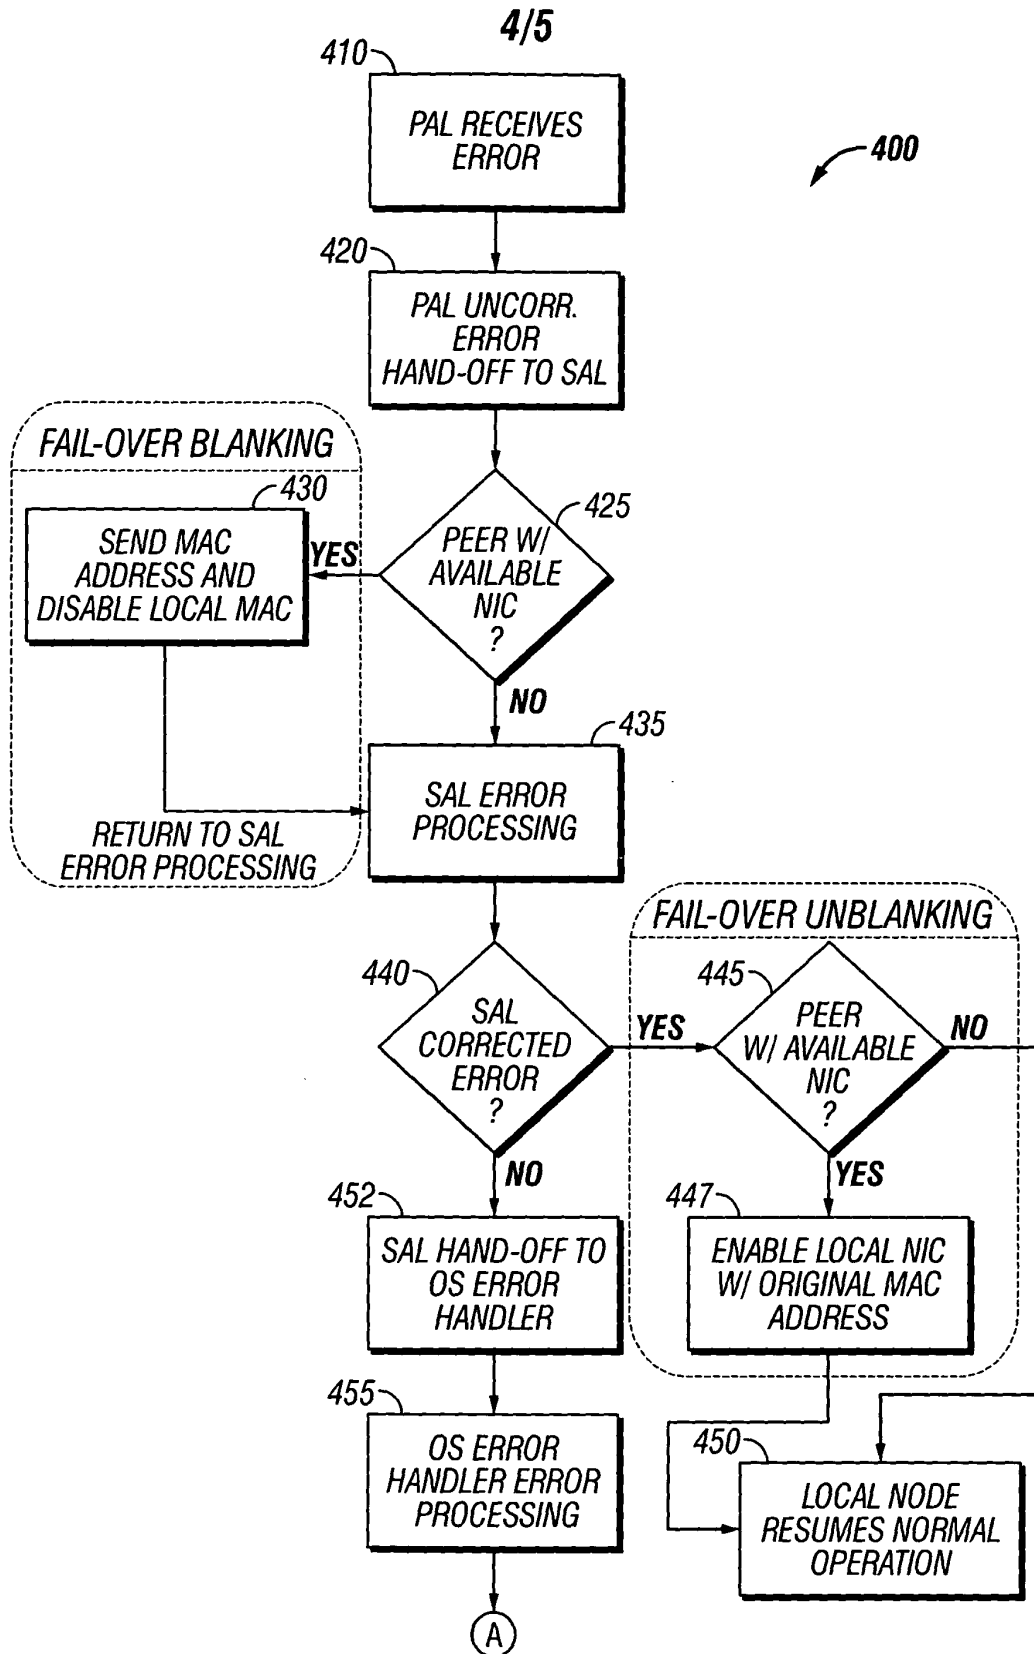 4/5
410
PAL RECEIVES
ERROR
400
420
PAL UNCORR.
ERROR
HAND-OFF TO SAL
FAIL-OVER BLANKING
430
SEND MAC
ADDRESS AND
DISABLE LOCAL MAC
YES
425
PEER W/
AVAILABLE
NIC
?
NO
435
SAL ERROR
PROCESSING
RETURN TO SAL
ERROR PROCESSING
FAIL-OVER UNBLANKING
440
SAL
CORRECTED
ERROR
?
YES
445
PEER
W/ AVAILABLE
NIC
?
NO
NO
YES
452
SAL HAND-OFF TO
OS ERROR
HANDLER
447
ENABLE LOCAL NIC
W/ ORIGINAL MAC
ADDRESS
455
OS ERROR
HANDLER ERROR
PROCESSING
450
LOCAL NODE
RESUMES NORMAL
OPERATION
A